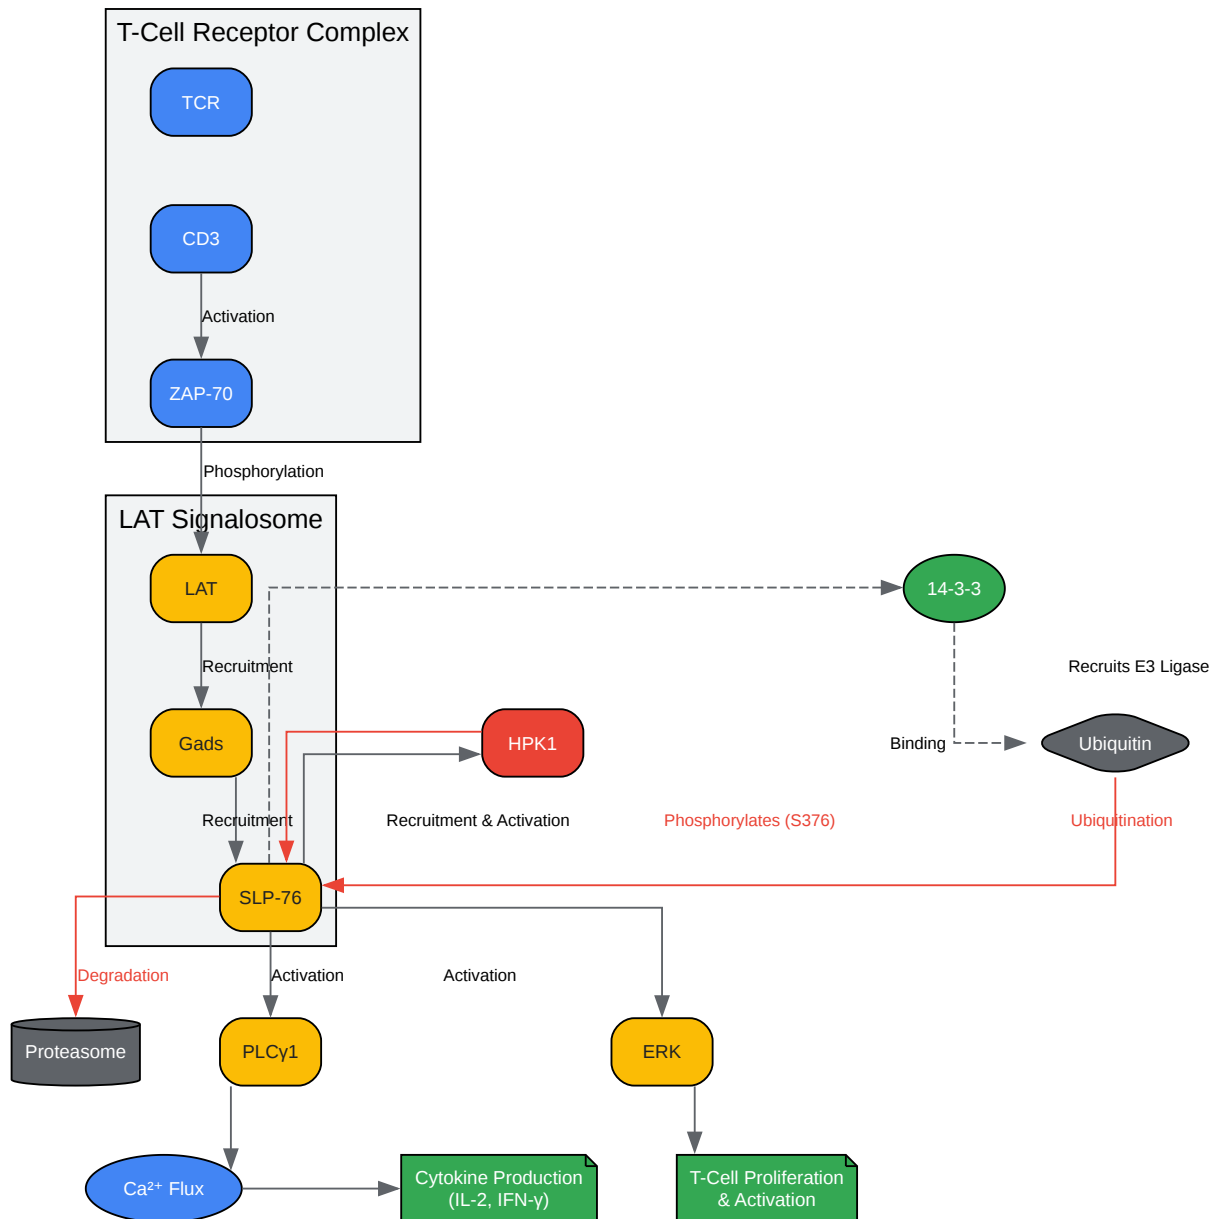 T-Cell Receptor Complex
TCR
CD3
Activation
ZAP-70
Phosphorylation
LAT Signalosome
LAT
14-3-3
Recruitment
Recruits E3 Ligase
Gads
HPK1
Binding
Ubiquitin
Recruitment
Recruitment & Activation
Phosphorylates (S376)
Ubiquitination
SLP-76
Degradation
Activation
Activation
Proteasome
PLCγ1
ERK
Ca²⁺ Flux
Cytokine Production
(IL-2, IFN-γ)
T-Cell Proliferation
& Activation